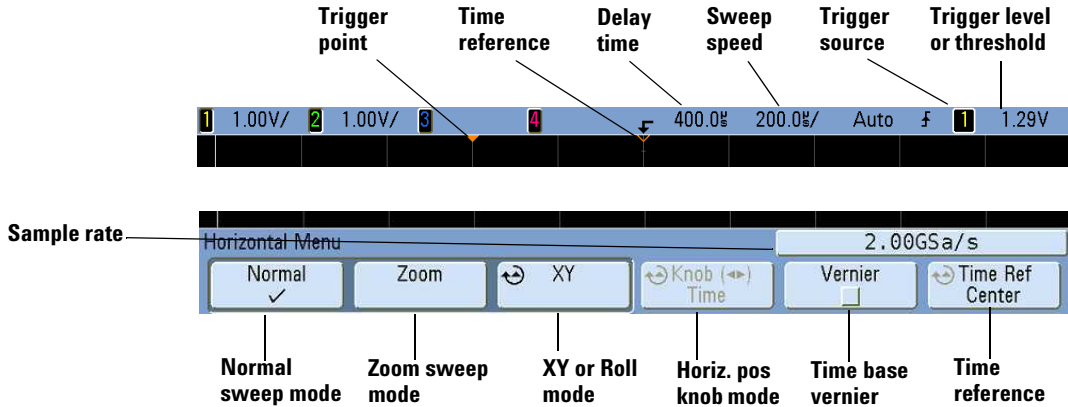 Trigger point
Time reference
Delay time
Sweep speed
Trigger source
Trigger level or threshold
1 1.00V/ 2 1.00V/ 3 4 400.0㎲ 200.0㎲/ Auto 1 1.29V
Sample rate
Horizontal Menu 2.00GSa/s
Normal Zoom XY Knob (◂▸) Time Vernier Time Ref Center
Normal sweep mode
Zoom sweep mode
XY or Roll mode
Horiz. pos knob mode
Time base vernier
Time reference